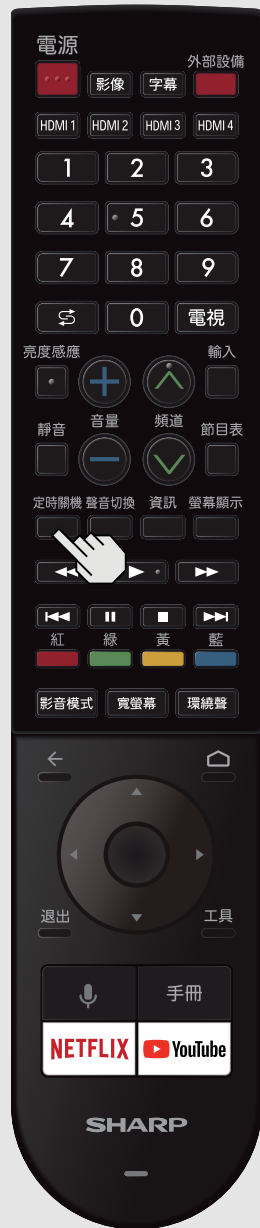 電源
外部設備
影像 字幕
HDMI 1 HDMI 2 HDMI 3 HDMI 4
1 2 3
4 5 6
7 8 9
0 電視
亮度感應 輸入
音量 頻道
靜音 節目表
定時關機 聲音切換 資訊 螢幕顯示
紅 綠 黃 藍
影音模式 寬螢幕 環繞聲
退出 工具
手冊
NETFLIX YouTube
SHARP